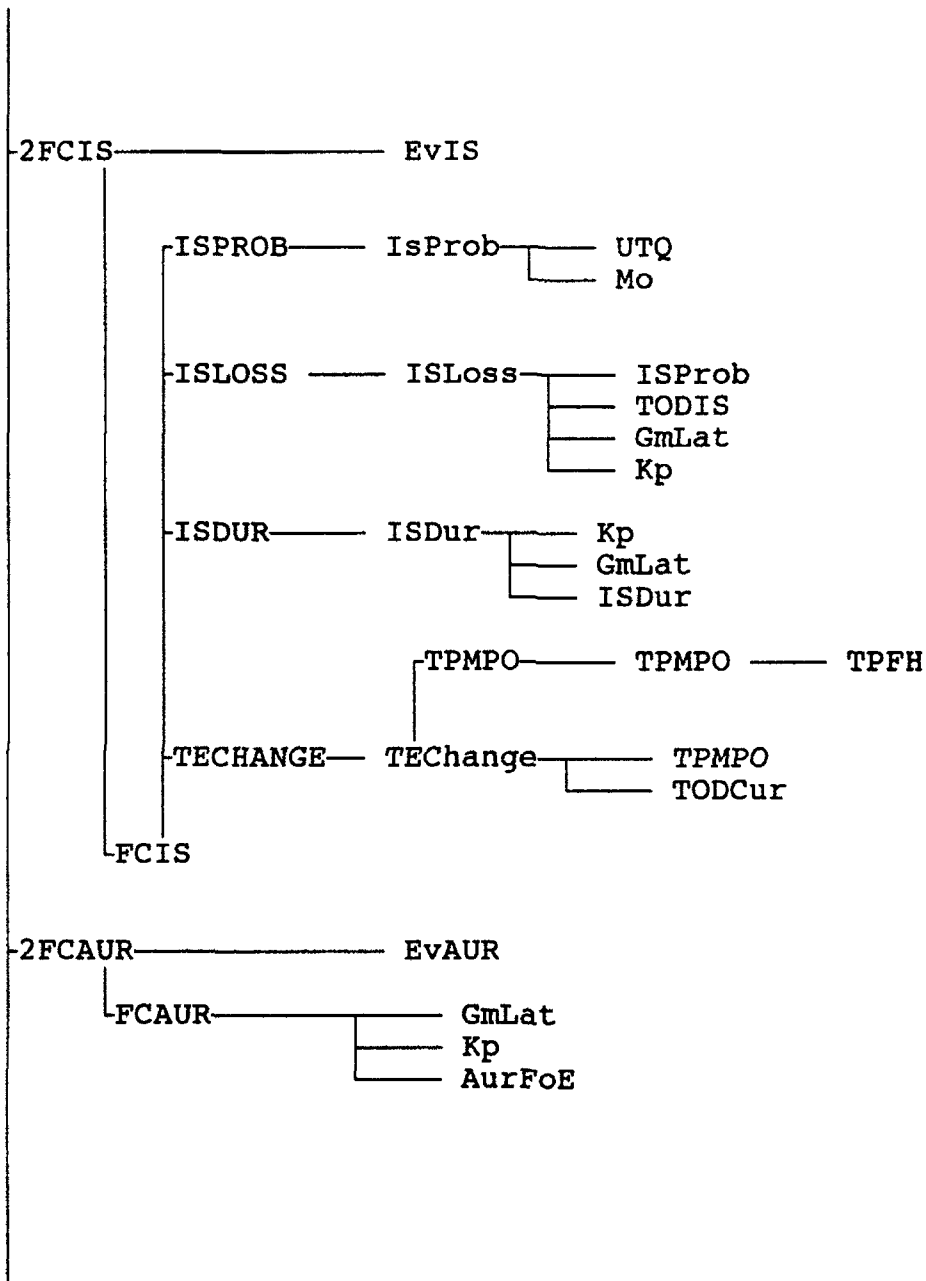 2FCIS EvIS
ISPROB IsProb UTQ
Mo
ISLOSS ISLoss ISProb
TODIS
GmLat
Kp
ISDUR ISDur Kp
GmLat
ISDur
TPMPO TPMPO TPFH
TECHANGE TEChange TPMPO
TODCur
FCIS
2FCAUR EvAUR
FCAUR GmLat
Kp
AurFoE